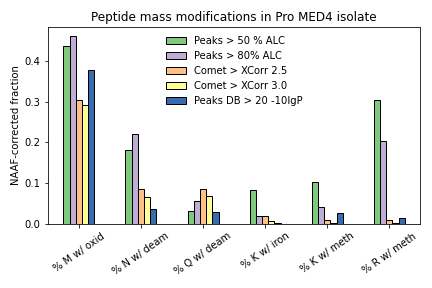 Peptide mass modifications in Pro MED4 isolate
NAAF-corrected fraction
0.4
0.3
0.2
0.1
0.0
Peaks > 50 % ALC
Peaks > 80% ALC
Comet > XCorr 2.5
Comet > XCorr 3.0
Peaks DB > 20 -10lgP
% M w/ oxid
% N w/ deam
% Q w/ deam
% K w/ iron
% K w/ meth
% R w/ meth